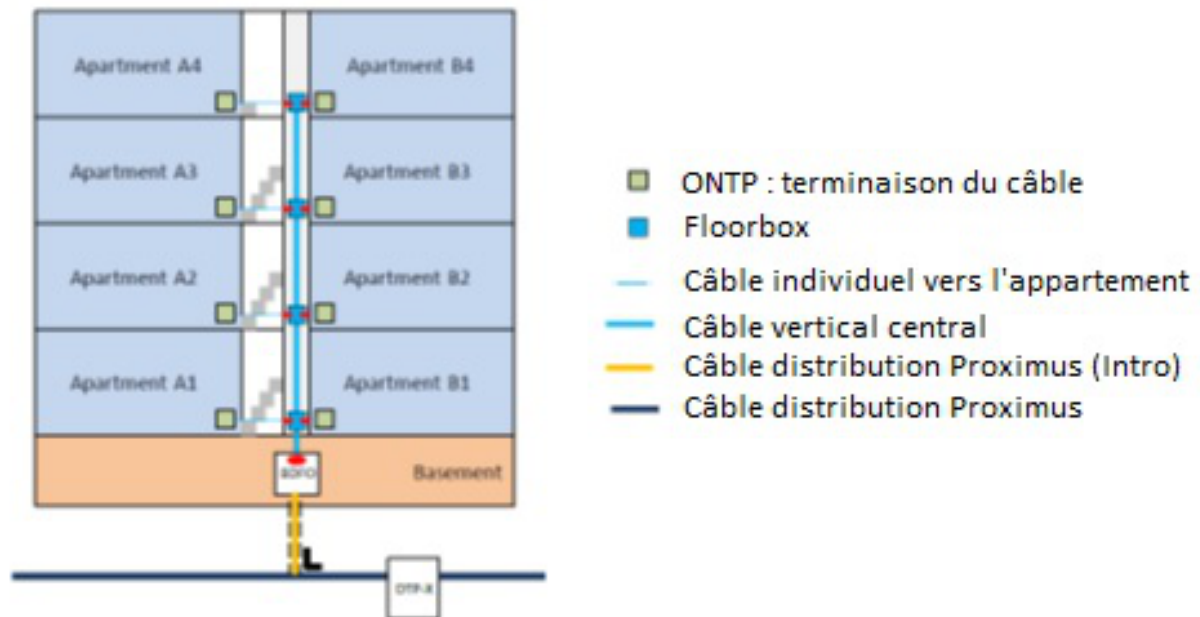 Apartment A4
Apartment B4
Apartment A3
Apartment B3
Apartment A2
Apartment B2
Apartment A1
Apartment B1
Basement
OTP-X
ONTP : terminaison du câble
Floorbox
Câble individuel vers l'appartement
Câble vertical central
Câble distribution Proximus (Intro)
Câble distribution Proximus